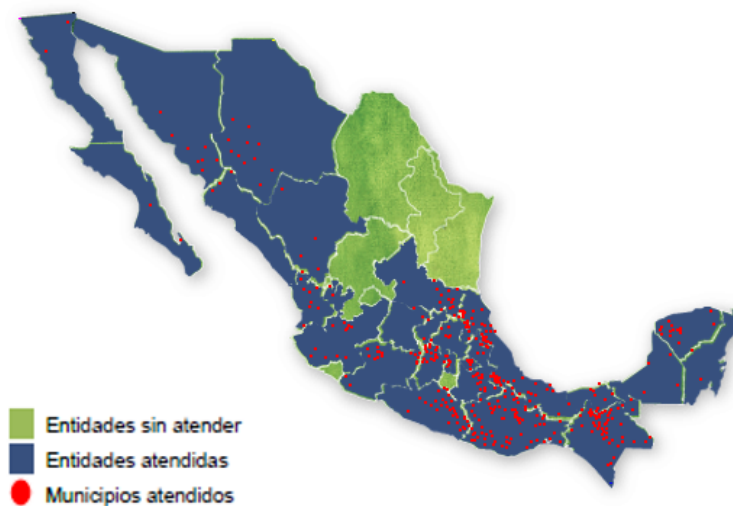 Entidades sin atender
Entidades atendidas
Municipios atendidos